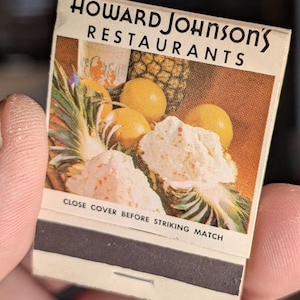 HOWARD JOHNSON'S
RESTAURANTS
CLOSE COVER BEFORE STRIKING MATCH